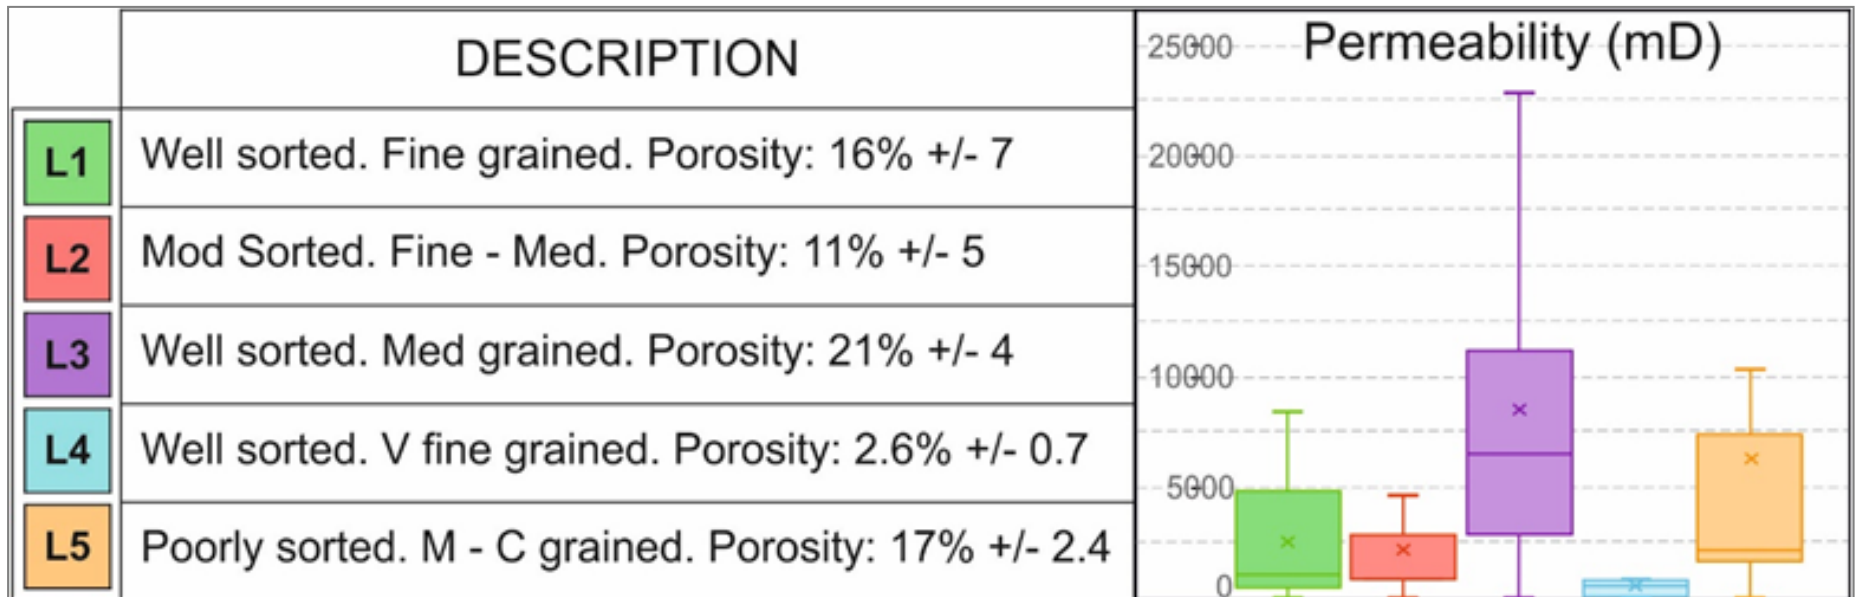 DESCRIPTION
Permeability (mD)
L1 Well sorted. Fine grained. Porosity: 16% +/- 7
L2 Mod Sorted. Fine - Med. Porosity: 11% +/- 5
L3 Well sorted. Med grained. Porosity: 21% +/- 4
L4 Well sorted. V fine grained. Porosity: 2.6% +/- 0.7
L5 Poorly sorted. M - C grained. Porosity: 17% +/- 2.4
25000
20000
15000
10000
5000
0